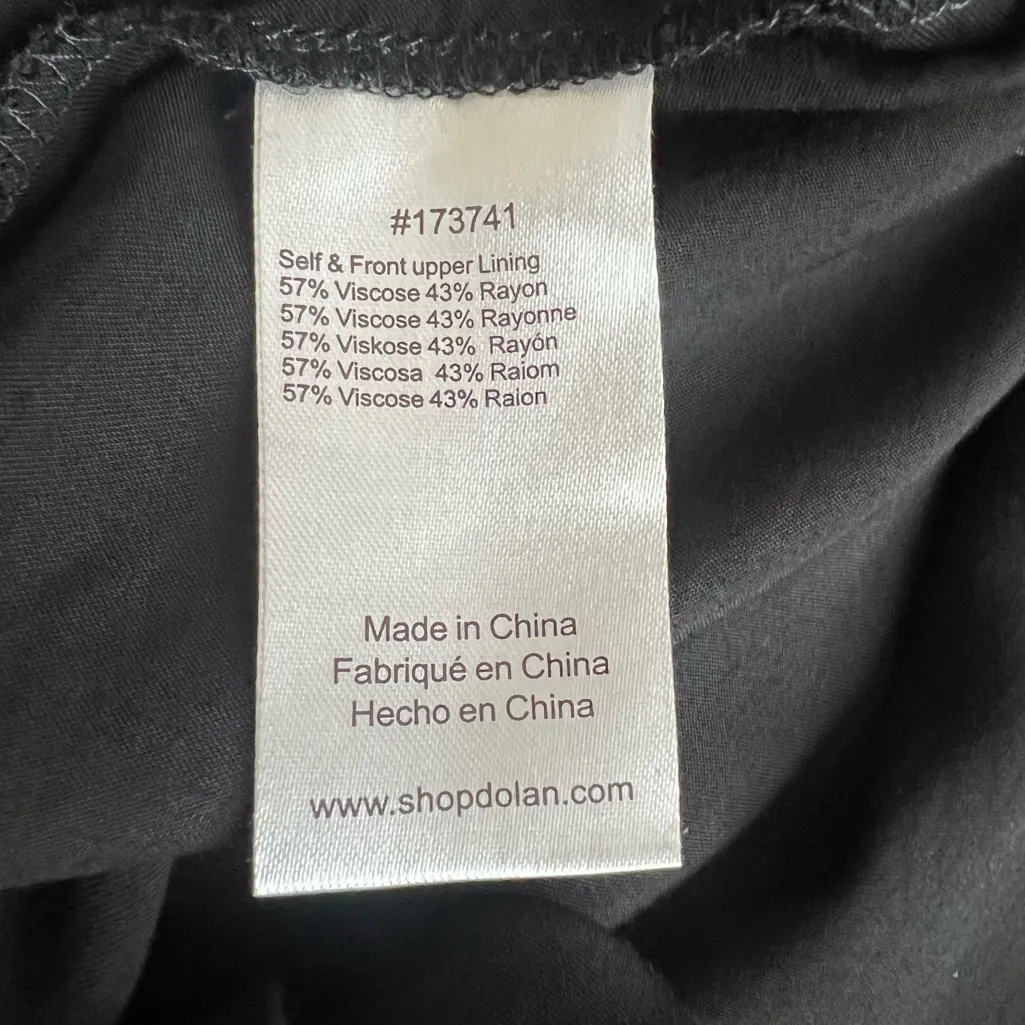 #173741
Self & Front upper Lining
57% Viscose 43% Rayon
57% Viscose 43% Rayonne
57% Viskose 43% Rayón
57% Viscosa 43% Raiom
57% Viscose 43% Raion
Made in China
Fabriqué en China
Hecho en China
www.shopdolan.com